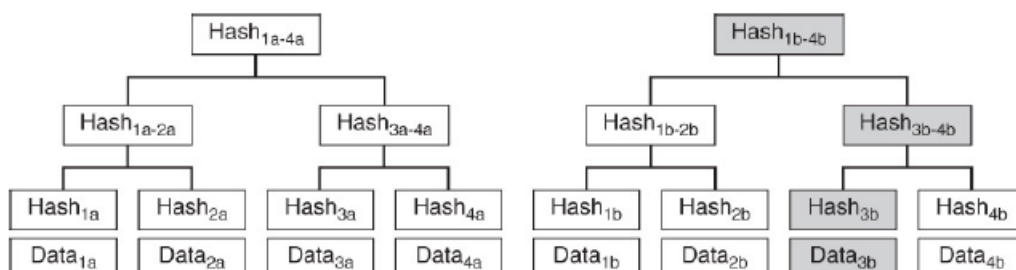 Hash1a-4a Hash1b-4b
Hash1a-2a Hash3a-4a Hash1b-2b Hash3b-4b
Hash1a Hash2a Hash3a Hash4a Hash1b Hash2b Hash3b Hash4b
Data1a Data2a Data3a Data4a Data1b Data2b Data3b Data4b